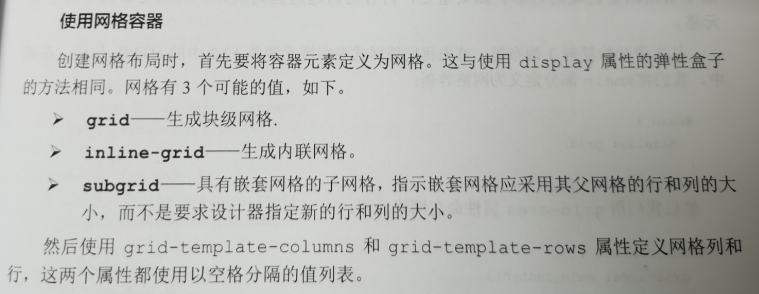 使用网格容器
创建网格布局时，首先要将容器元素定义为网格。这与使用 display 属性的弹性盒子
的方法相同。网格有 3 个可能的值，如下。
➢ grid——生成块级网格.
➢ inline-grid——生成内联网格。
➢ subgrid——具有嵌套网格的子网格，指示嵌套网格应采用其父网格的行和列的大
小，而不是要求设计器指定新的行和列的大小。
然后使用 grid-template-columns 和 grid-template-rows 属性定义网格列和
行，这两个属性都使用以空格分隔的值列表。